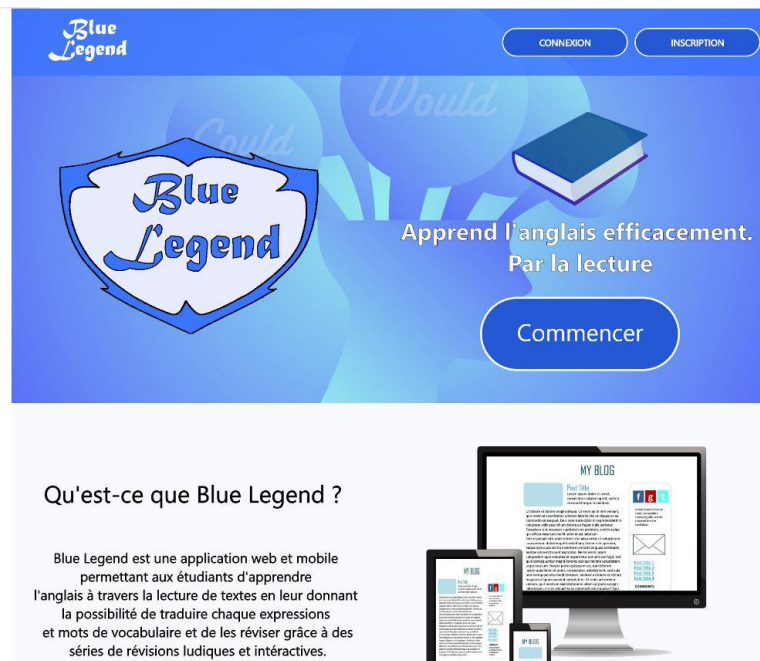 Blue
Legend
CONNEXION
INSCRIPTION
Could
Would
Blue
Legend
Apprend l'anglais efficacement.
Par la lecture
Commencer
Qu'est-ce que Blue Legend ?
Blue Legend est une application web et mobile
permettant aux étudiants d'apprendre
l'anglais à travers la lecture de textes en leur donnant
la possibilité de traduire chaque expressions
et mots de vocabulaire et de les réviser grâce à des
séries de révisions ludiques et intéractives.
MY BLOG
Post Title
f g t
COMMENTS
MY BLOG
MY BLOG